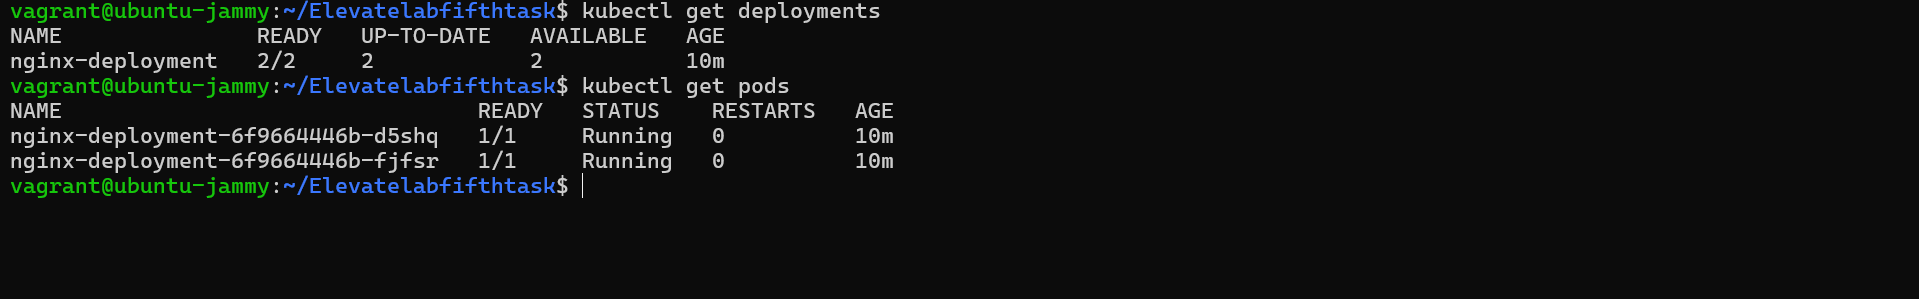 vagrant@ubuntu-jammy:~/Elevatelabfifthtask$ kubectl get deployments
NAME               READY   UP-TO-DATE   AVAILABLE   AGE
nginx-deployment   2/2     2            2           10m
vagrant@ubuntu-jammy:~/Elevatelabfifthtask$ kubectl get pods
NAME                                READY   STATUS    RESTARTS   AGE
nginx-deployment-6f9664446b-d5shq   1/1     Running   0          10m
nginx-deployment-6f9664446b-fjfsr   1/1     Running   0          10m
vagrant@ubuntu-jammy:~/Elevatelabfifthtask$